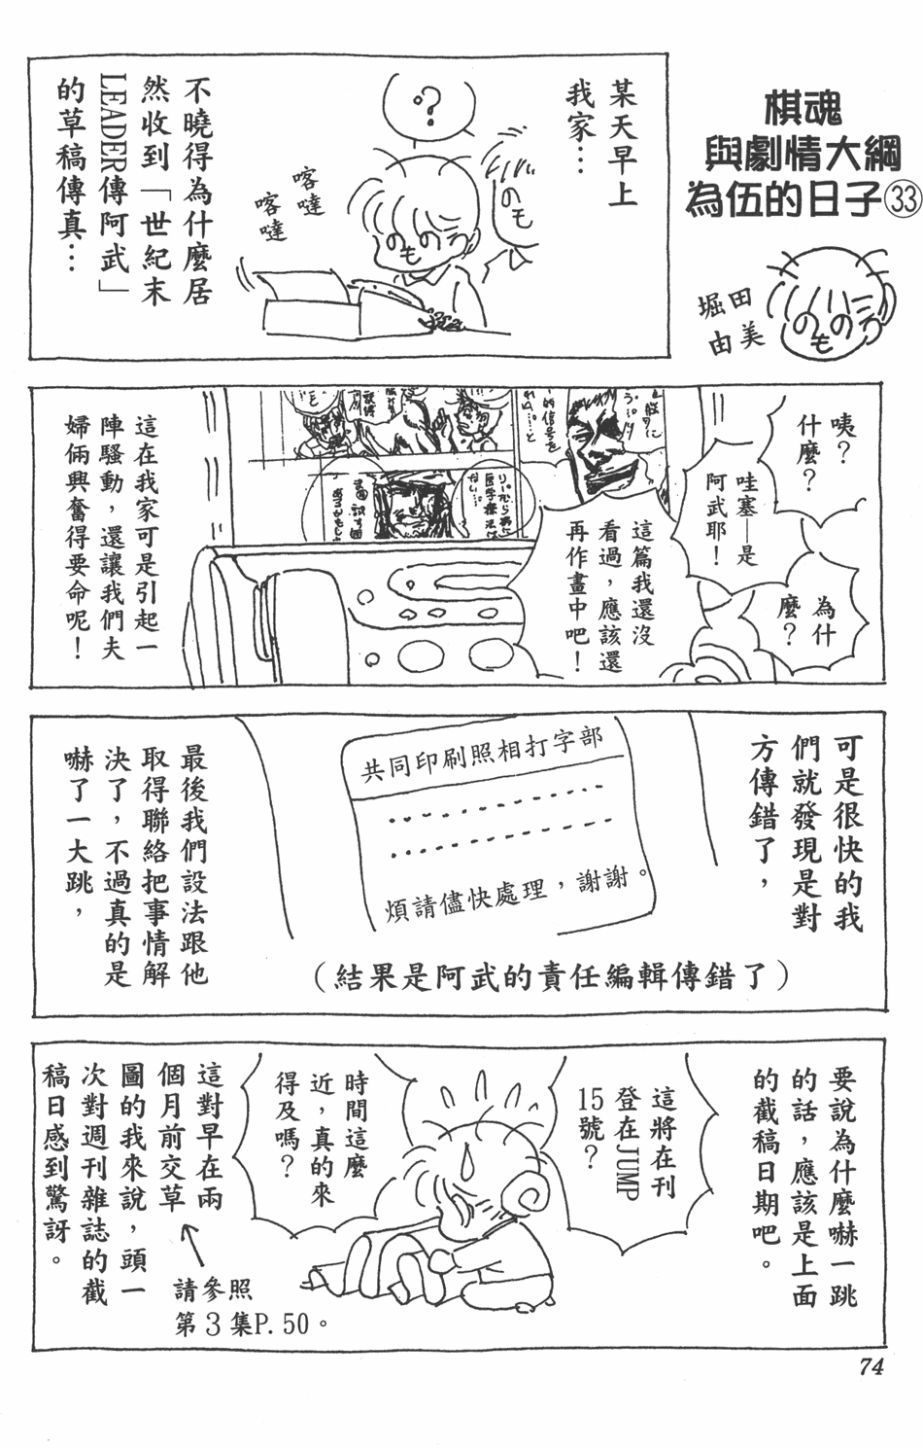 棋魂
與劇情大綱
為伍的日子㉝
堀田
由美
某天早上
我家…
?
のもの
のも
喀噠
喀噠
不曉得為什麼居
然收到「世紀末
LEADER傳阿武」
的草稿傳真…
咦?
什麼?
哇塞—是
阿武耶!
為什
麼?
這篇我還沒
看過,應該還
再作畫中吧!
這在我家可是引起一
陣騷動,還讓我們夫
婦倆興奮得要命呢!
可是很快的我
們就發現是對
方傳錯了,
共同印刷照相打字部
煩請儘快處理,謝謝。
(結果是阿武的責任編輯傳錯了)
最後我們設法跟他
取得聯絡把事情解
決了,不過真的是
嚇了一大跳,
要說為什麼嚇一跳
的話,應該是上面
的截稿日期吧。
這將在刊
登在JUMP
15號?
時間這麼
近,真的來
得及嗎?
這對早在兩
個月前交草
圖的我來說,頭一
次對週刊雜誌的截
稿日感到驚訝。
請參照
第3集P.50。
74